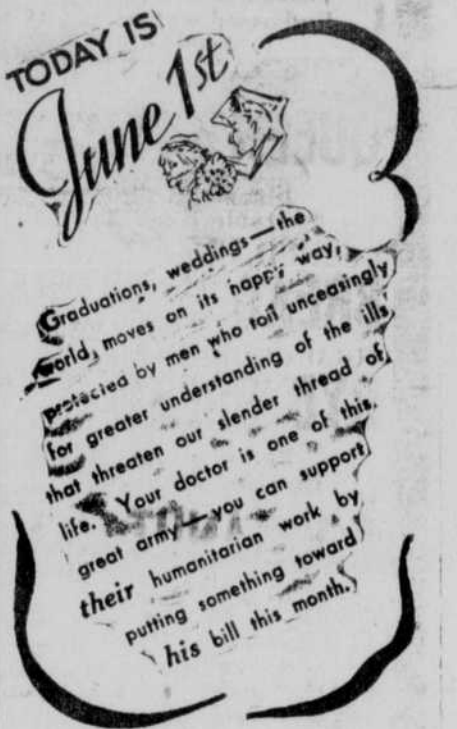 TODAY IS
June 1st
Graduations, weddings—the
world, moves on its happy way,
protected by men who toil unceasingly
for greater understanding of the ills
that threaten our slender thread of
life. Your doctor is one of this
great army—you can support
their humanitarian work by
putting something toward
his bill this month.